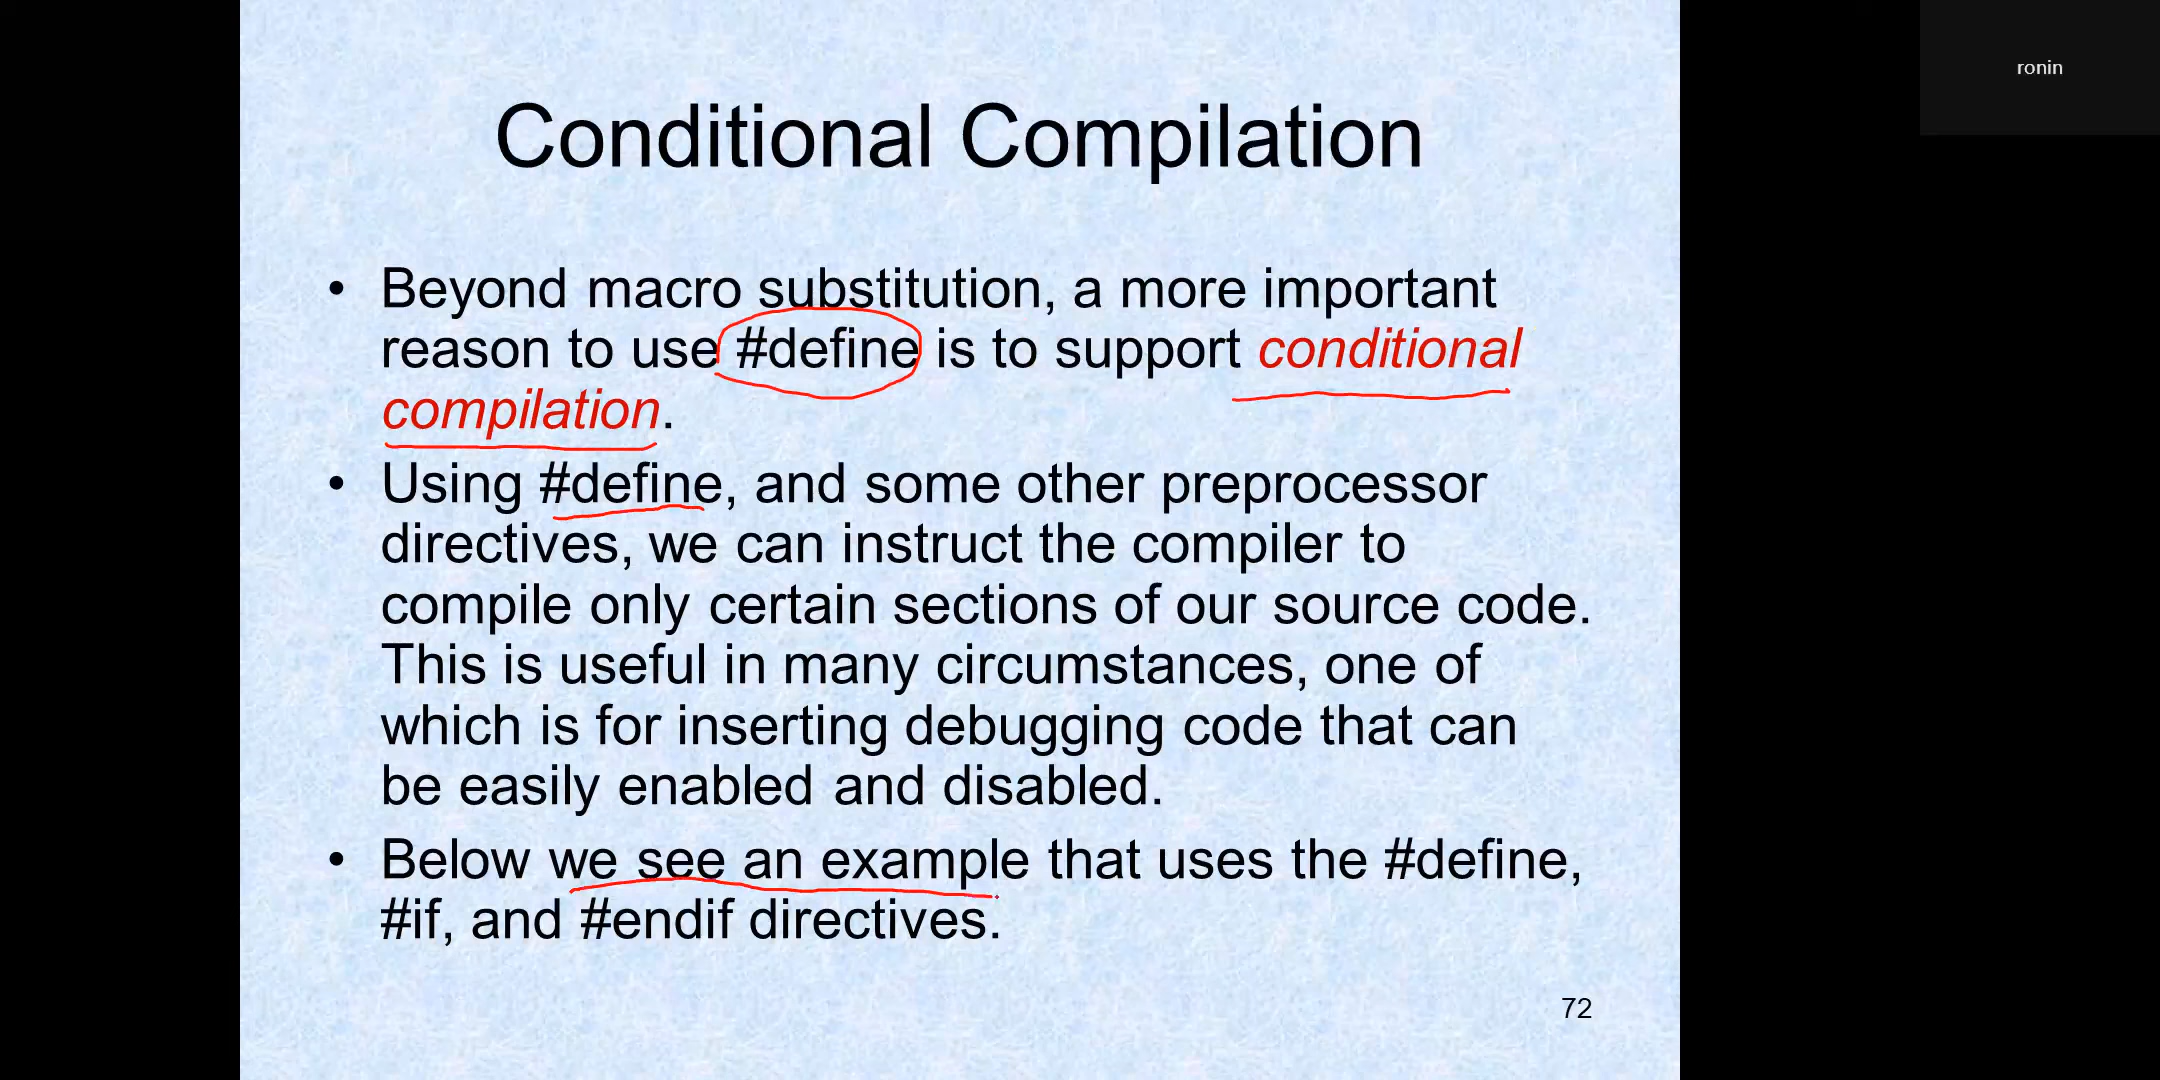 ronin
Conditional Compilation
• Beyond macro substitution, a more important
reason to use #define is to support conditional
compilation.
• Using #define, and some other preprocessor
directives, we can instruct the compiler to
compile only certain sections of our source code.
This is useful in many circumstances, one of
which is for inserting debugging code that can
be easily enabled and disabled.
• Below we see an example that uses the #define,
#if, and #endif directives.
72